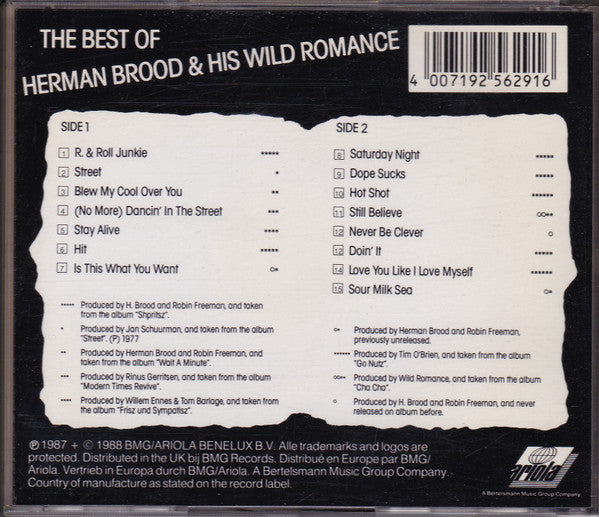 THE BEST OF
HERMAN BROOD & HIS WILD ROMANCE
4 007192 562916
SIDE 1
1 R. & Roll Junkie *****
2 Street *
3 Blew My Cool Over You **
4 (No More) Dancin' In The Street ***
5 Stay Alive ****
6 Hit *****
7 Is This What You Want o*
***** Produced by H. Brood and Robin Freeman, and taken
from the album "Shpritsz".
* Produced by Jan Schuurman, and taken from the album
"Street". (P) 1977
** Produced by Herman Brood and Robin Freeman, and taken
from the album "Wait A Minute".
*** Produced by Rinus Gerritsen, and taken from the album
"Modern Times Revive".
**** Produced by Willem Ennes & Tom Barlage, and taken from
the album "Frisz und Sympatisz".
SIDE 2
8 Saturday Night *****
9 Dope Sucks *****
10 Hot Shot ******
11 Still Believe oo**
12 Never Be Clever o
12 Doin' It *****
14 Love You Like I Love Myself ******
15 Sour Milk Sea o*
o* Produced by Herman Brood and Robin Freeman,
previously unreleased.
****** Produced by Tim O'Brien, and taken from the album
"Go Nutz".
oo** Produced by Wild Romance, and taken from the album
"Cha Cha".
o Produced by H. Brood and Robin Freeman, and never
released on album before.
℗ 1987 + © 1988 BMG/ARIOLA BENELUX B.V. Alle trademarks and logos are
protected. Distributed in the UK bij BMG Records. Distribué en Europe par BMG/
Ariola. Vertrieb in Europa durch BMG/Ariola. A Bertelsmann Music Group Company.
Country of manufacture as stated on the record label.
ariola
A Bertelsmann Music Group Company